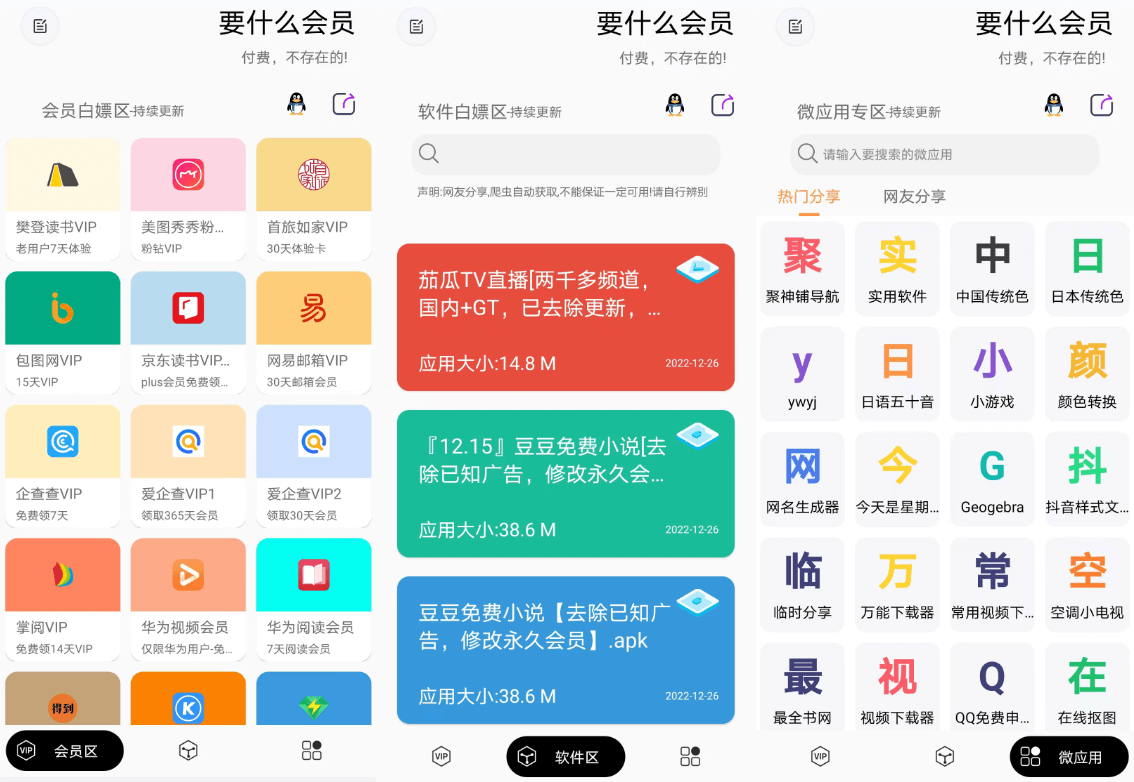 要什么会员
付费，不存在的!
会员白嫖区-持续更新
樊登读书VIP
老用户7天体验
美图秀秀粉...
粉钻VIP
首旅如家VIP
30天体验卡
包图网VIP
15天VIP
京东读书VIP...
plus会员免费领...
易
网易邮箱VIP
30天邮箱会员
企查查VIP
免费领7天
爱企查VIP1
领取365天会员
爱企查VIP2
领取30天会员
掌阅VIP
免费领14天VIP
华为视频会员
仅限华为用户-免...
华为阅读会员
7天阅读会员
得到
K
VIP
会员区
要什么会员
付费，不存在的!
软件白嫖区-持续更新
声明:网友分享,爬虫自动获取,不能保证一定可用!请自行辨别
茄瓜TV直播[两千多频道，
国内+GT，已去除更新，...
应用大小:14.8 M
2022-12-26
『12.15』豆豆免费小说[去
除已知广告，修改永久会...
应用大小:38.6 M
2022-12-26
豆豆免费小说【去除已知广
告，修改永久会员】.apk
应用大小:38.6 M
2022-12-26
VIP
软件区
要什么会员
付费，不存在的!
微应用专区-持续更新
请输入要搜索的微应用
热门分享 网友分享
聚 实 中 日
聚神铺导航 实用软件 中国传统色 日本传统色
y 日 小 颜
ywyj 日语五十音 小游戏 颜色转换
网 今 G 抖
网名生成器 今天是星期... Geogebra 抖音样式文...
临 万 常 空
临时分享 万能下载器 常用视频下... 空调小电视
最 视 Q 在
最全书网 视频下载器 QQ免费申... 在线抠图
VIP
微应用